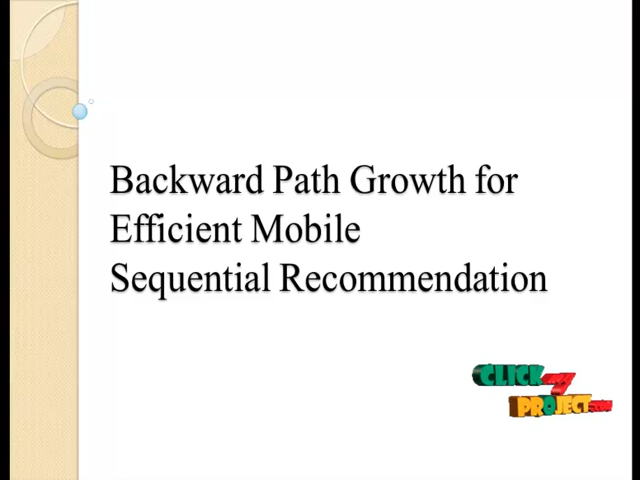 Backward Path Growth for
Efficient Mobile
Sequential Recommendation
CLICK
PROJECT